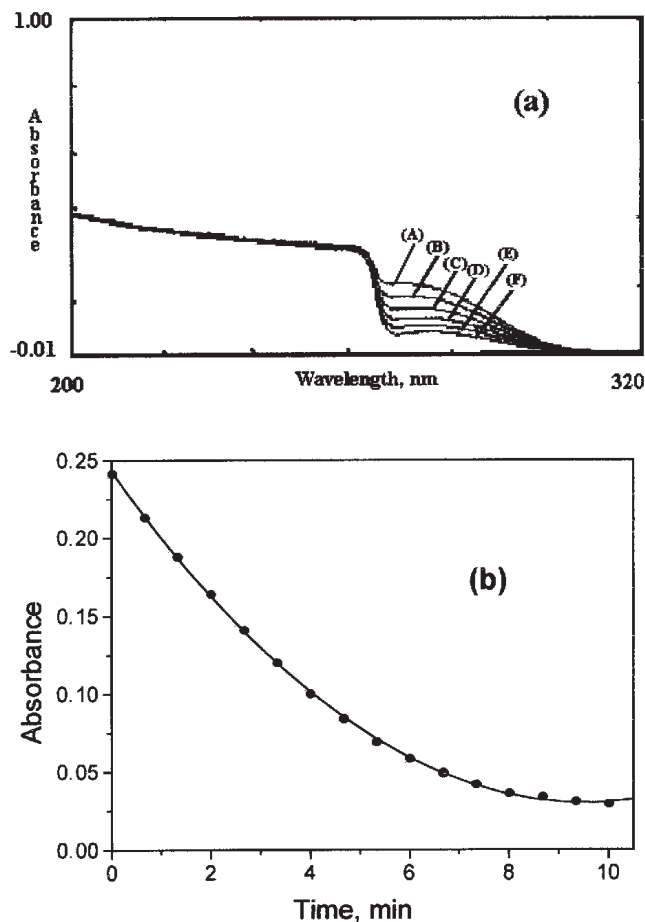 1.00
(a)
Absorbance
(A)
(B)
(C)
(D)
(E)
(F)
-0.01
200
Wavelength, nm
320
0.25
0.20
0.15
0.10
0.05
0.00
(b)
Absorbance
0 2 4 6 8 10
Time, min